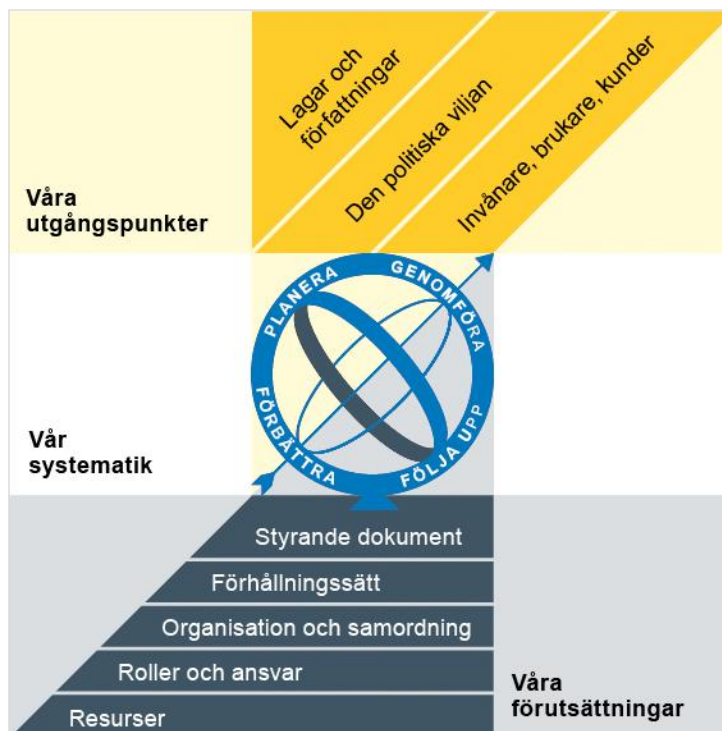 Lagar och
författningar
Den politiska viljan
Invånare, brukare, kunder
Våra
utgångspunkter
PLANERA
GENOMFÖRA
FÖLJA UPP
FÖRBÄTTRA
Vår
systematik
Styrande dokument
Förhållningssätt
Organisation och samordning
Roller och ansvar
Resurser
Våra
förutsättningar